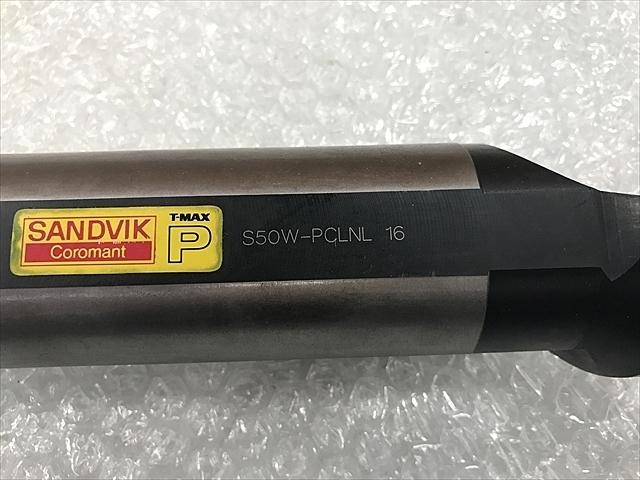 SANDVIK
Coromant
T-MAX
P
S50W-PCLNL 16